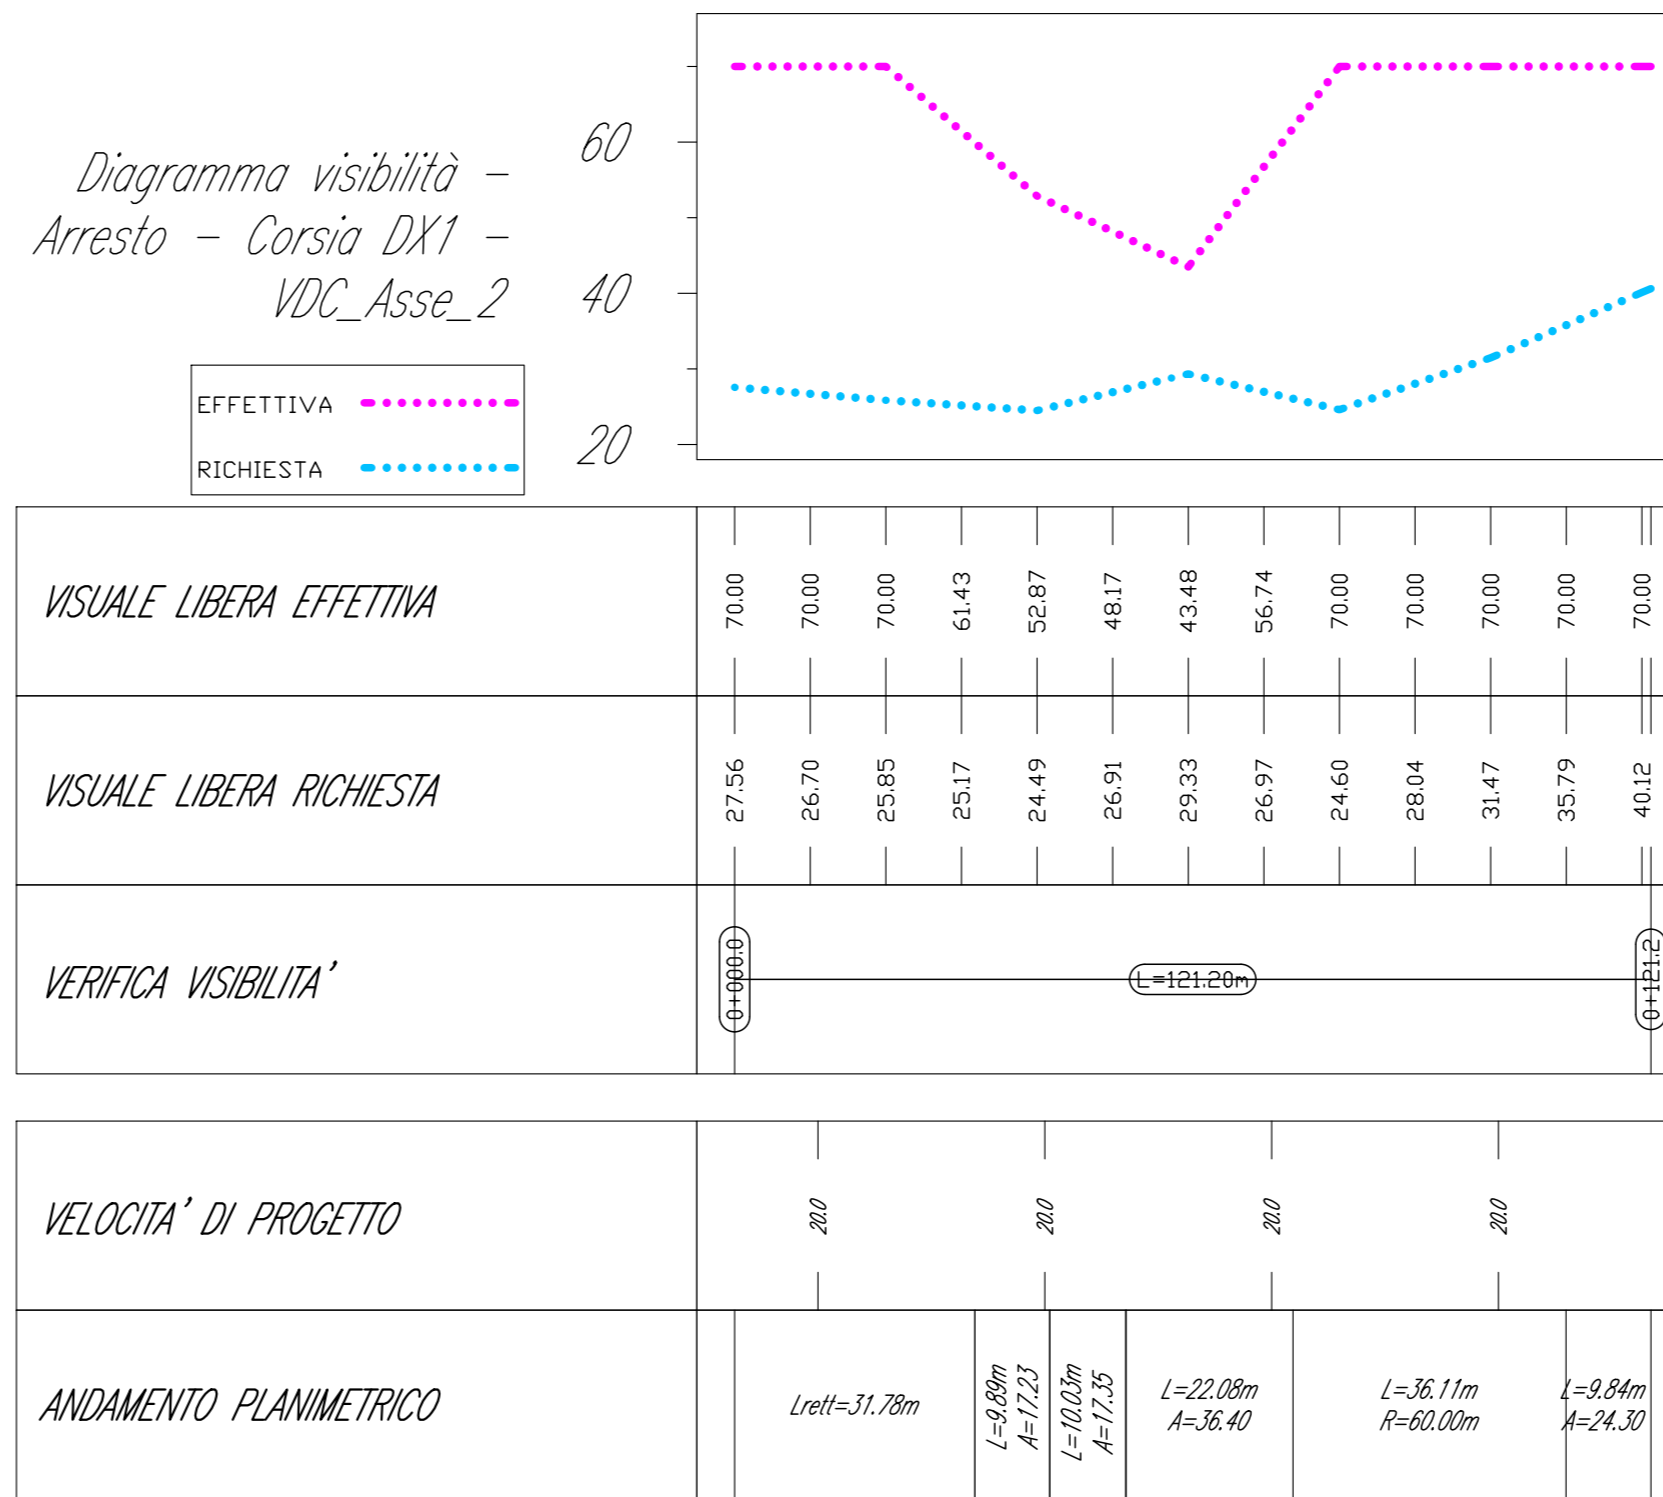 Diagramma visibilità –
Arresto – Corsia DX1 –
VDC_Asse_2
60
40
20
EFFETTIVA
RICHIESTA
VISUALE LIBERA EFFETTIVA
70.00 70.00 70.00 61.43 52.87 48.17 43.48 56.74 70.00 70.00 70.00 70.00 70.00
VISUALE LIBERA RICHIESTA
27.56 26.70 25.85 25.17 24.49 26.91 29.33 26.97 24.60 28.04 31.47 35.79 40.12
VERIFICA VISIBILITA'
0+000.0
L=121.20m
0+121.2
VELOCITA' DI PROGETTO
20.0 20.0 20.0 20.0
ANDAMENTO PLANIMETRICO
Lrett=31.78m
L=9.89m
A=17.23
L=10.03m
A=17.35
L=22.08m
A=36.40
L=36.11m
R=60.00m
L=9.84m
A=24.30